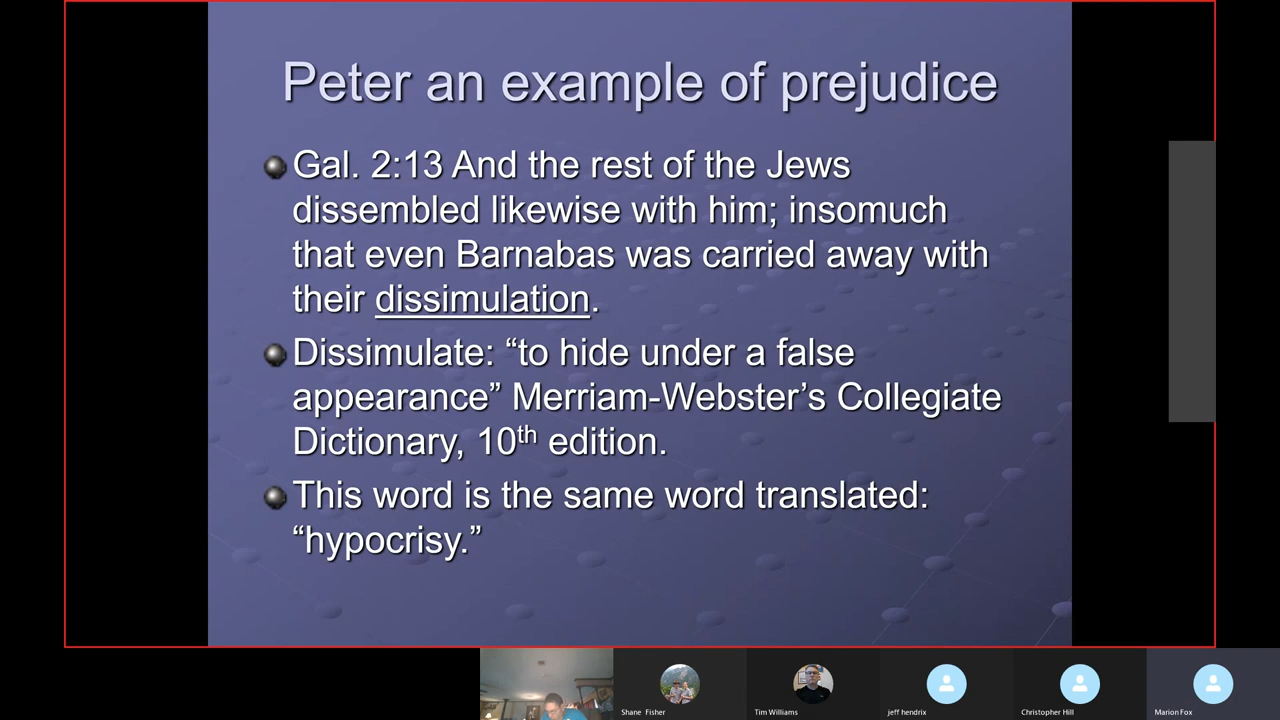 Peter an example of prejudice
Gal. 2:13 And the rest of the Jews
dissembled likewise with him; insomuch
that even Barnabas was carried away with
their dissimulation.
Dissimulate: “to hide under a false
appearance” Merriam-Webster’s Collegiate
Dictionary, 10th edition.
This word is the same word translated:
“hypocrisy.”
Shane Fisher
Tim Williams
jeff hendrix
Christopher Hill
Marion Fox